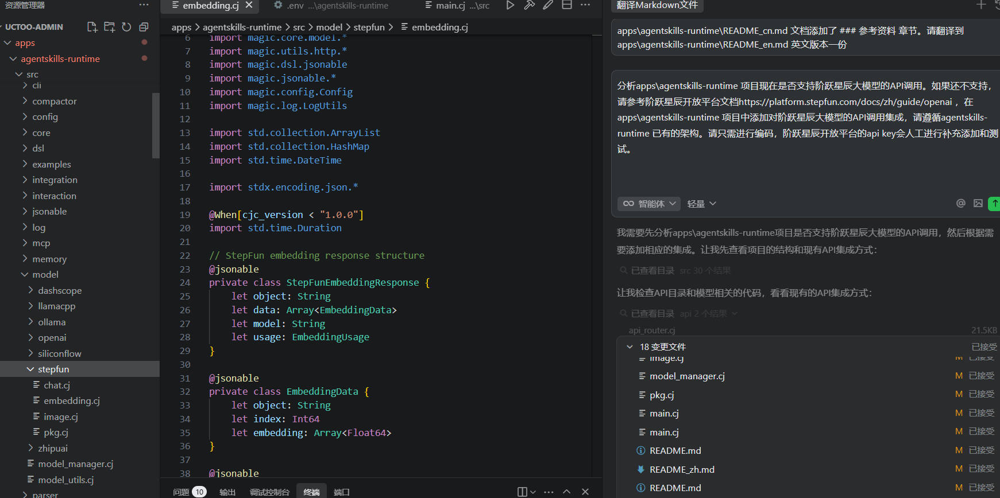 资源管理器
UCTOO-ADMIN
apps
agentskills-runtime
src
cli
compactor
config
core
dsl
examples
integration
interaction
jsonable
log
mcp
memory
model
dashscope
llamacpp
ollama
openai
siliconflow
stepfun
chat.cj
embedding.cj
image.cj
pkg.cj
zhipuai
model_manager.cj
model_utils.cj
parser
embedding.cj
.env ...\agentskills-runtime
main.cj ...\src
apps > agentskills-runtime > src > model > stepfun > embedding.cj
6 import magic.core.model.*
7 import magic.utils.http.*
8 import magic.dsl.jsonable
9 import magic.jsonable.*
10 import magic.config.Config
11 import magic.log.LogUtils
12
13 import std.collection.ArrayList
14 import std.collection.HashMap
15 import std.time.DateTime
16
17 import stdx.encoding.json.*
18
19 @When[cjc_version < "1.0.0"]
20 import std.time.Duration
21
22 // StepFun embedding response structure
23 @jsonable
24 private class StepFunEmbeddingResponse {
25 let object: String
26 let data: Array<EmbeddingData>
27 let model: String
28 let usage: EmbeddingUsage
29 }
30
31 @jsonable
32 private class EmbeddingData {
33 let object: String
34 let index: Int64
35 let embedding: Array<Float64>
36 }
37
38 @jsonable
问题 10 输出 调试控制台 终端 端口
翻译Markdown文件
apps\agentskills-runtime\README_cn.md 文档添加了 ### 参考资料 章节。请翻译到
apps\agentskills-runtime\README_en.md 英文版本一份
分析apps\agentskills-runtime 项目现在是否支持阶跃星辰大模型的API调用。如果还不支持，
请参考阶跃星辰开放平台文档https://platform.stepfun.com/docs/zh/guide/openai ，在
apps\agentskills-runtime 项目中添加对阶跃星辰大模型的API调用集成，请遵循agentskills-
runtime 已有的架构。请只需进行编码，阶跃星辰开放平台的api key会人工进行补充添加和测
试。
智能体 轻量
我需要先分析apps\agentskills-runtime项目是否支持阶跃星辰大模型的API调用，然后根据需
要添加相应的集成。让我先查看项目的结构和现有API集成方式：
已查看目录 src 30 个结果
让我检查API目录和模型相关的代码，看看现有的API集成方式：
已查看目录 api 2 个结果
api_router.cj 21.5KB
18 变更文件 已接受
image.cj M 已接受
model_manager.cj M 已接受
pkg.cj M 已接受
main.cj M 已接受
main.cj M 已接受
README.md M 已接受
README_zh.md M 已接受
README.md M 已接受